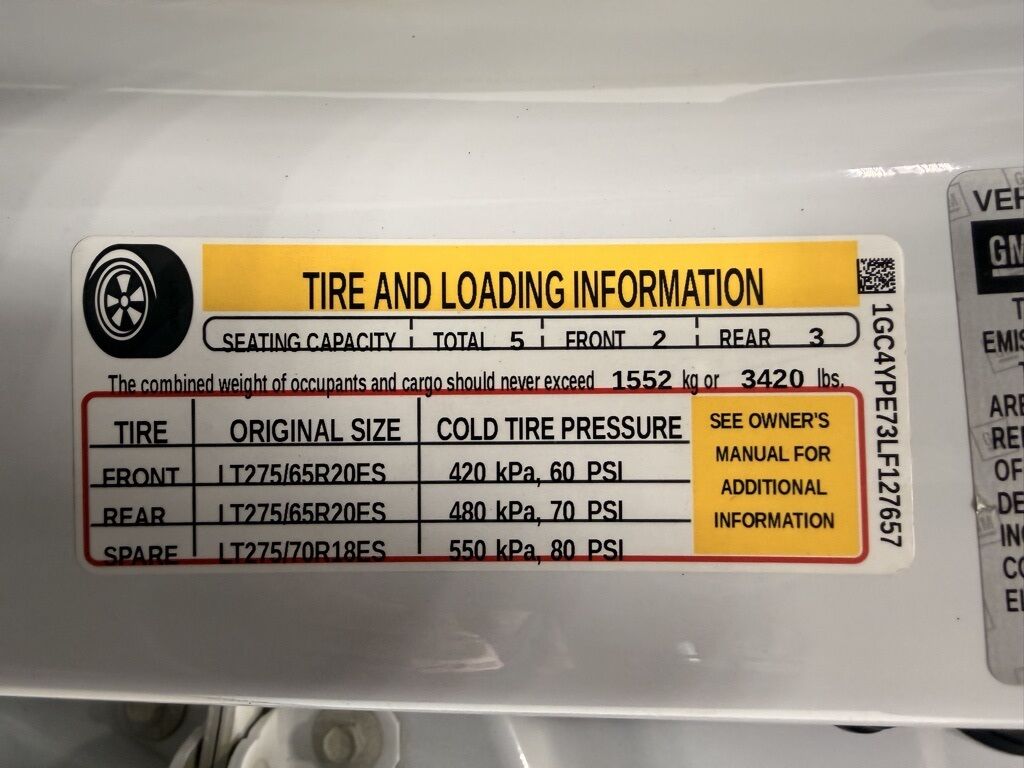 TIRE AND LOADING INFORMATION
SEATING CAPACITY TOTAL 5 FRONT 2 REAR 3
The combined weight of occupants and cargo should never exceed 1552 kg or 3420 lbs.
TIRE ORIGINAL SIZE COLD TIRE PRESSURE
FRONT LT275/65R20ES 420 kPa, 60 PSI
REAR LT275/65R20ES 480 kPa, 70 PSI
SPARE LT275/70R18ES 550 kPa, 80 PSI
SEE OWNER'S
MANUAL FOR
ADDITIONAL
INFORMATION
1GC4YPE73LF127657
GM